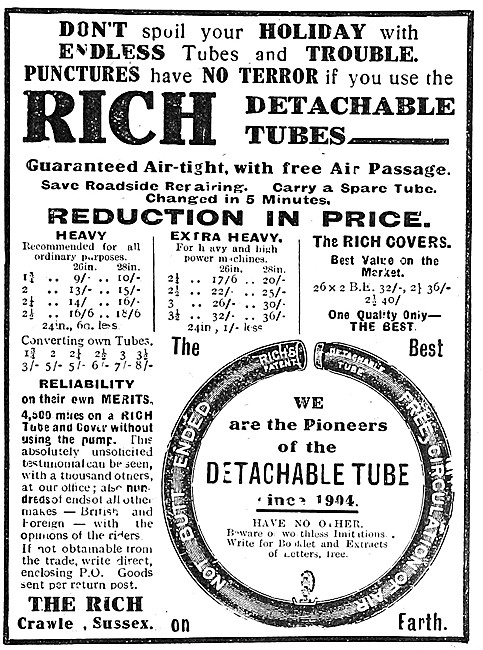 DON'T spoil your HOLIDAY with
ENDLESS Tubes and TROUBLE.
PUNCTURES have NO TERROR if you use the
RICH DETACHABLE
TUBES
Guaranteed Air-tight, with free Air Passage.
Save Roadside Repairing. Carry a Spare Tube.
Changed in 5 Minutes.
REDUCTION IN PRICE.
HEAVY
Recommended for all
ordinary purposes.
26in. 28in.
1¾ .. 9/- .. 10/-
2 .. 13/- .. 15/-
2¼ .. 14/ .. 16/-
2½ .. 16/6 .. 18/6
24in, 6d. less
Converting own Tubes.
1¾ 2 2¼ 2½ 3 3½
3/- 5/- 5/- 6/- 7/- 8/-
RELIABILITY
on their own MERITS.
4,500 miles on a RICH
Tube and Cover without
using the pump. This
absolutely unsolicited
testimonial can be seen,
with a thousand others,
at our office; also hun-
dreds of ends of all other
makes — British and
Foreign — with the
opinions of the riders
If not obtainable from
the trade, write direct,
enclosing P.O. Goods
sent per return post.
THE RICH
Crawle , Sussex.
EXTRA HEAVY.
For heavy and high
power machines.
26in. 28in.
2¼ .. 17/6 .. 20/-
2½ .. 22/- .. 25/-
3 .. 26/- .. 30/-
3½ .. 32/- .. 36/-
24in, 1/- less
The RICH COVERS.
Best Value on the
Market.
26 x 2 B.E. 32/-, 2¼ 36/-
2½ 40/
One Quality Only—
THE BEST.
The Best
RICH'S PATENT
DETACHABLE TUBE
NOT BUTT ENDED
FREE CIRCULATION OF AIR
WE
are the Pioneers
of the
DETACHABLE TUBE
since 1904.
HAVE NO OTHER.
Beware of worthless Imitations.
Write for Booklet and Extracts
of Letters, free.
on Earth.